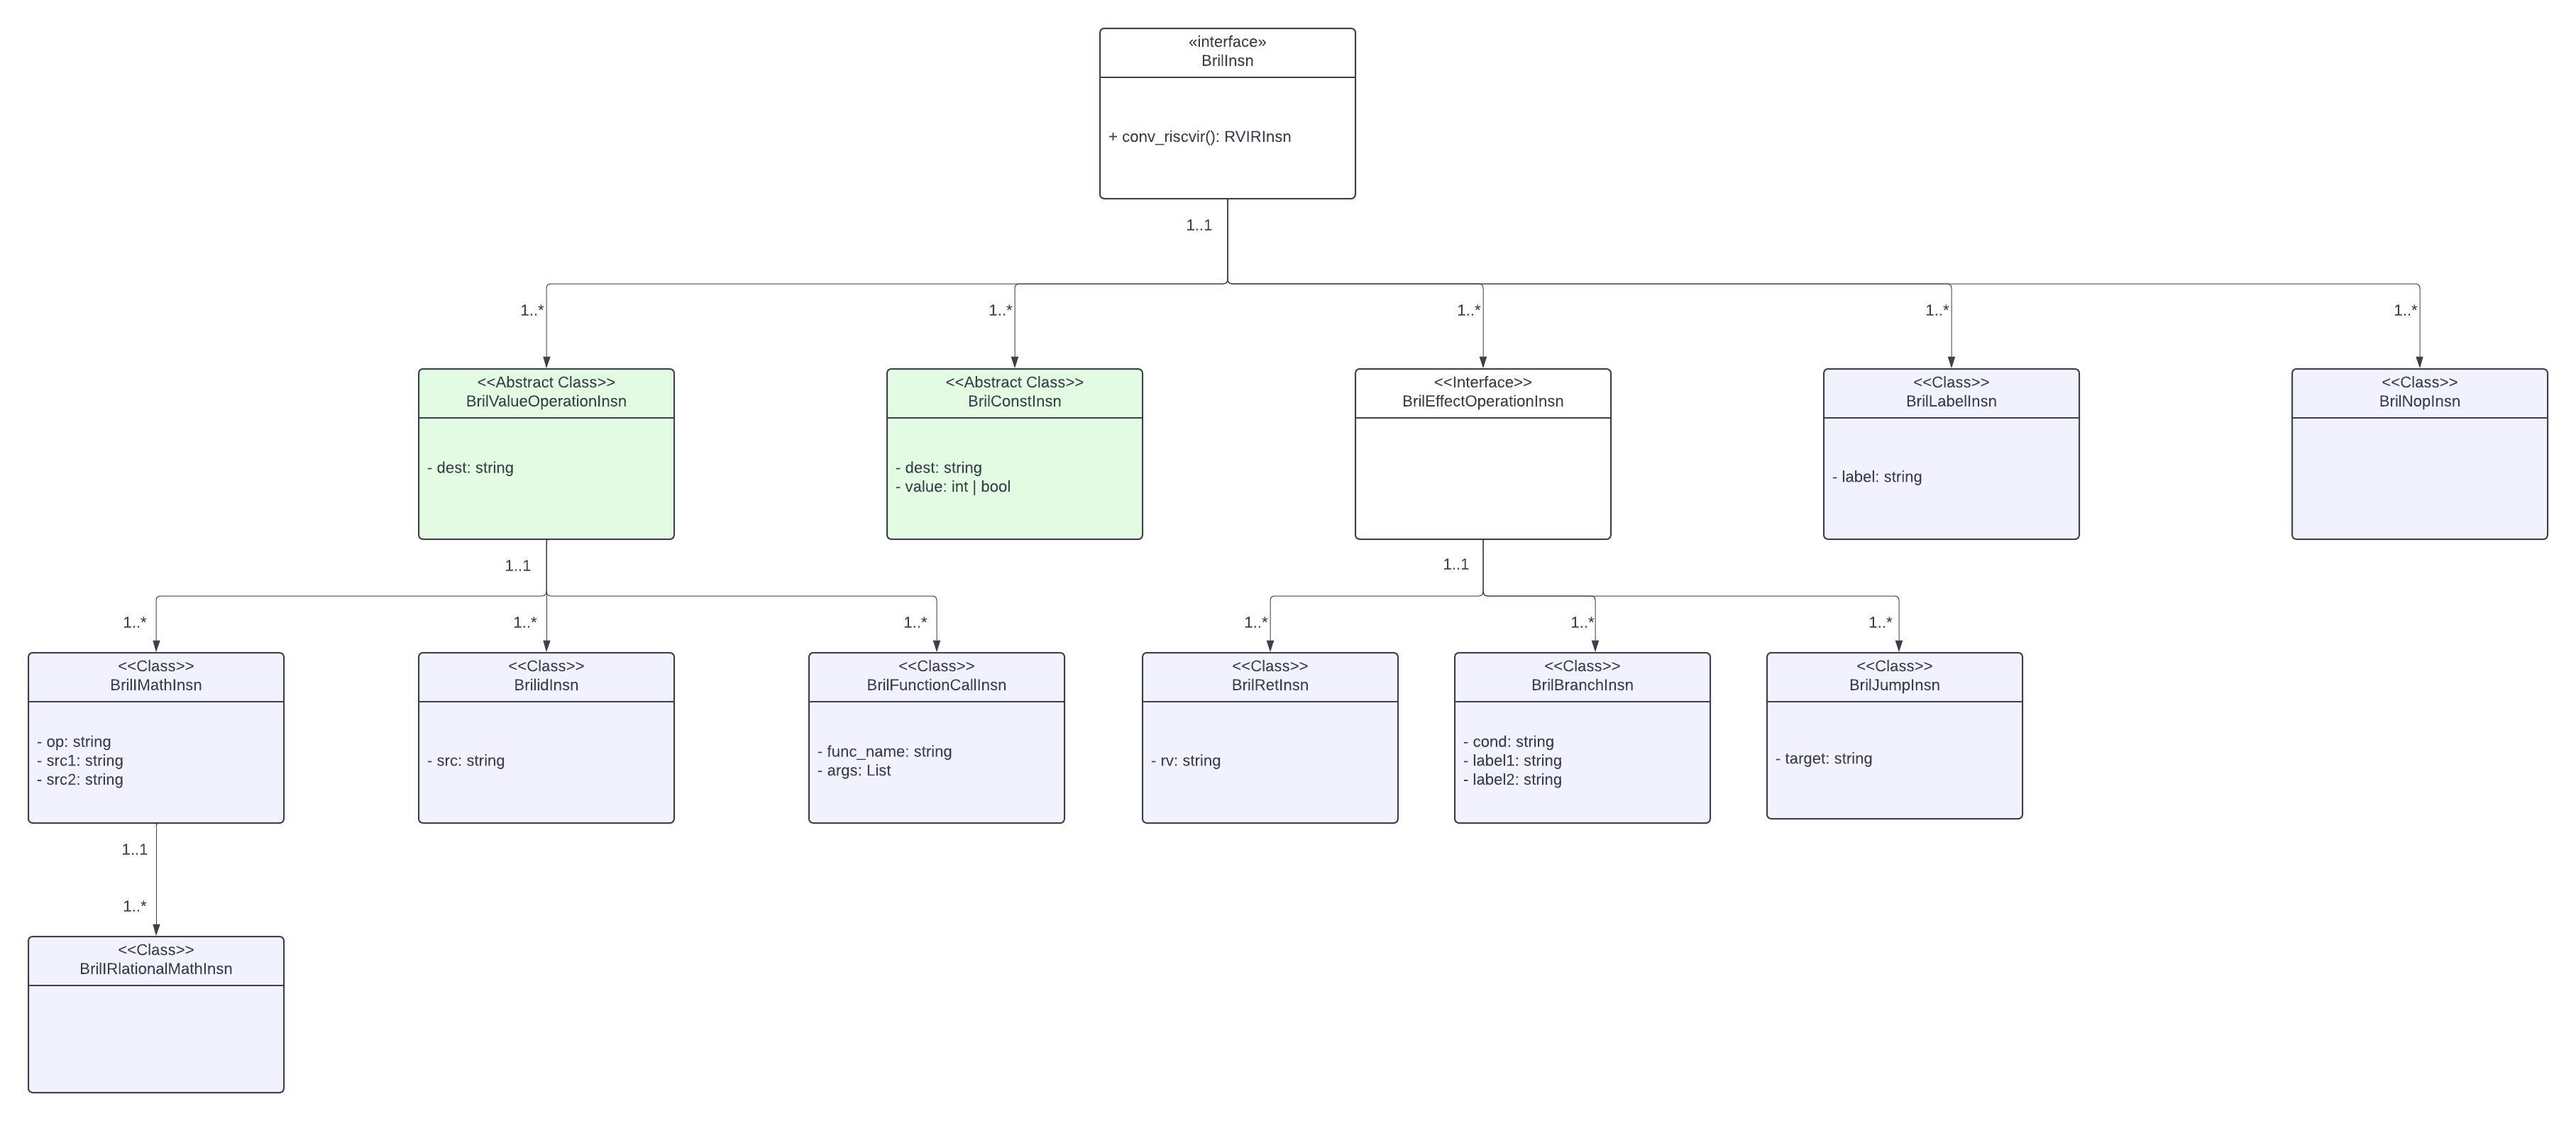 «interface»
BrilInsn
+ conv_riscvir(): RVIRInsn
1..1
1..*
1..*
1..*
1..*
1..*
<<Abstract Class>>
BrilValueOperationInsn
- dest: string
<<Abstract Class>>
BrilConstInsn
- dest: string
- value: int | bool
<<Interface>>
BrilEffectOperationInsn
<<Class>>
BrilLabelInsn
- label: string
<<Class>>
BrilNopInsn
1..1
1..1
1..*
1..*
1..*
1..*
1..*
1..*
<<Class>>
BrilIMathInsn
- op: string
- src1: string
- src2: string
<<Class>>
BrilidInsn
- src: string
<<Class>>
BrilFunctionCallInsn
- func_name: string
- args: List
<<Class>>
BrilRetInsn
- rv: string
<<Class>>
BrilBranchInsn
- cond: string
- label1: string
- label2: string
<<Class>>
BrilJumpInsn
- target: string
1..1
1..*
<<Class>>
BrilIRlationalMathInsn